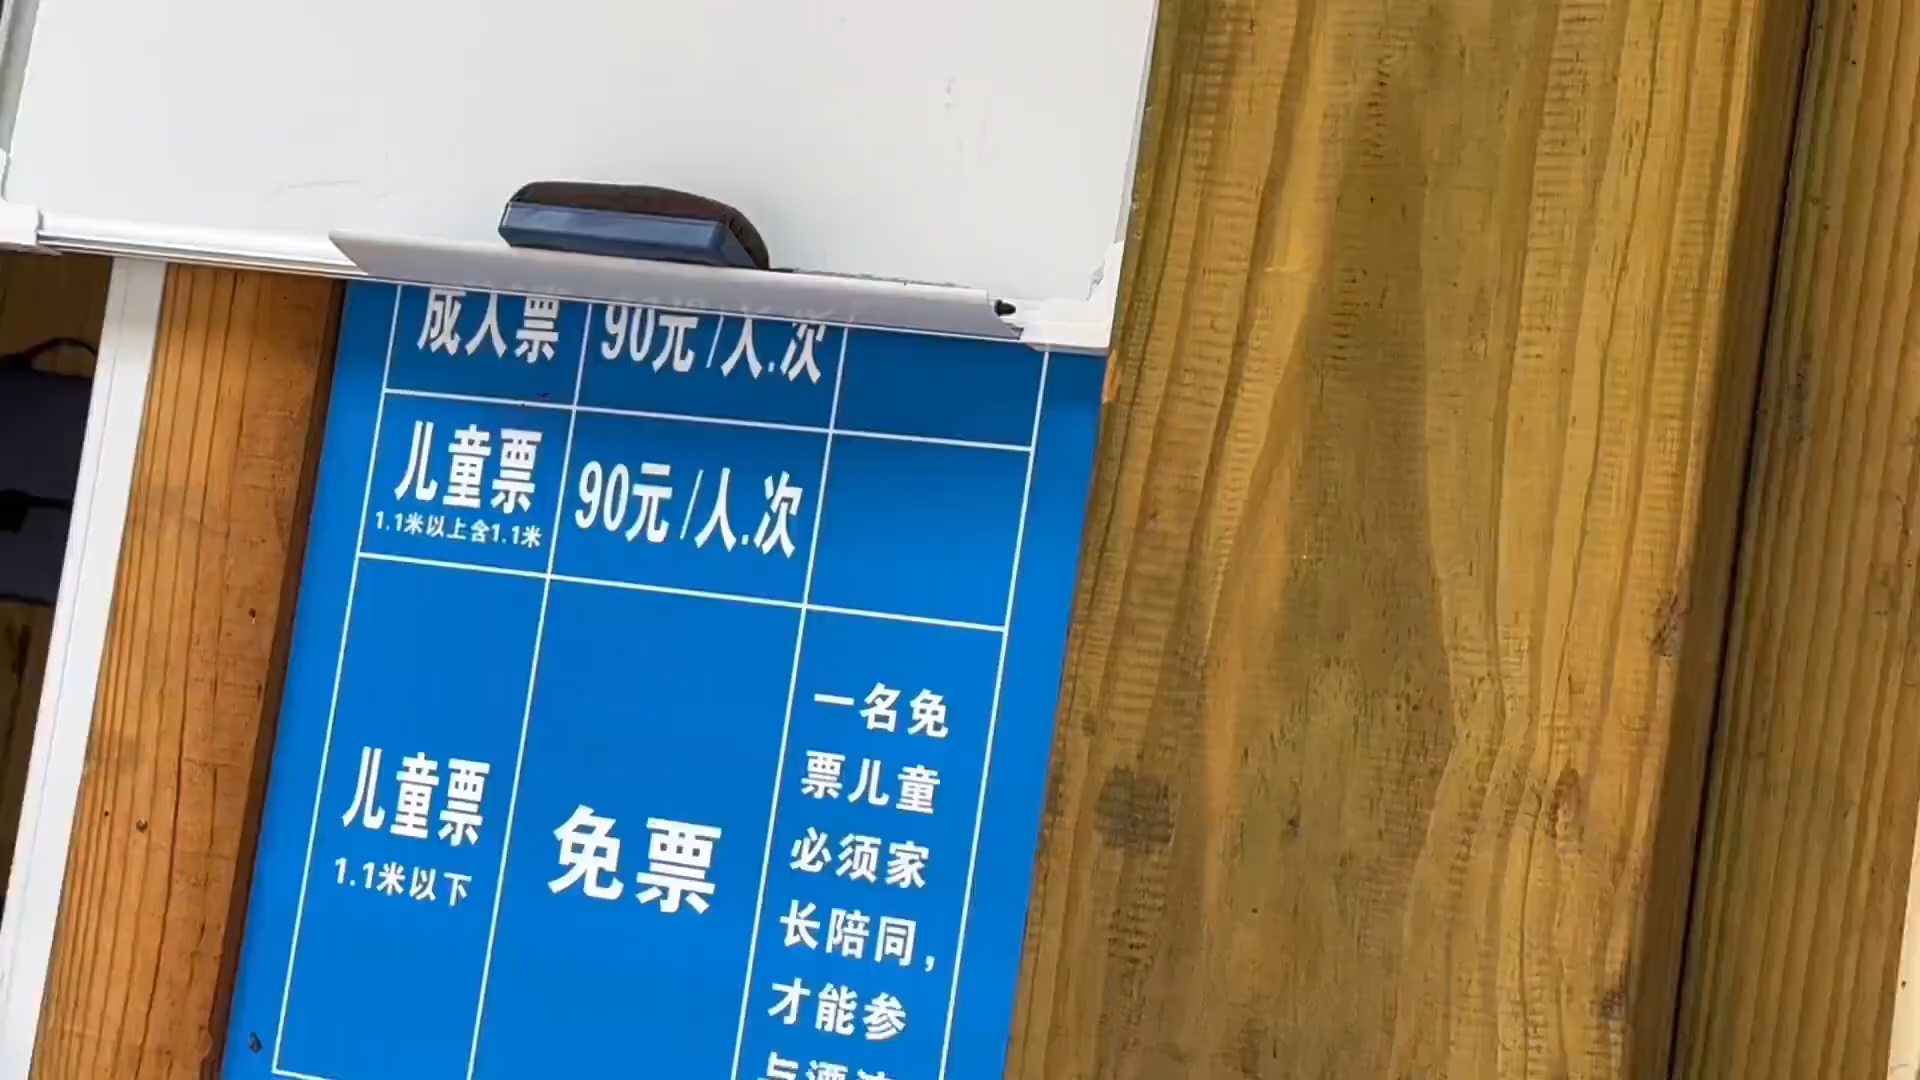 成人票
90元/人.次
儿童票
1.1米以上含1.1米
90元/人.次
儿童票
1.1米以下
免票
一名免
票儿童
必须家
长陪同，
才能参
与漂